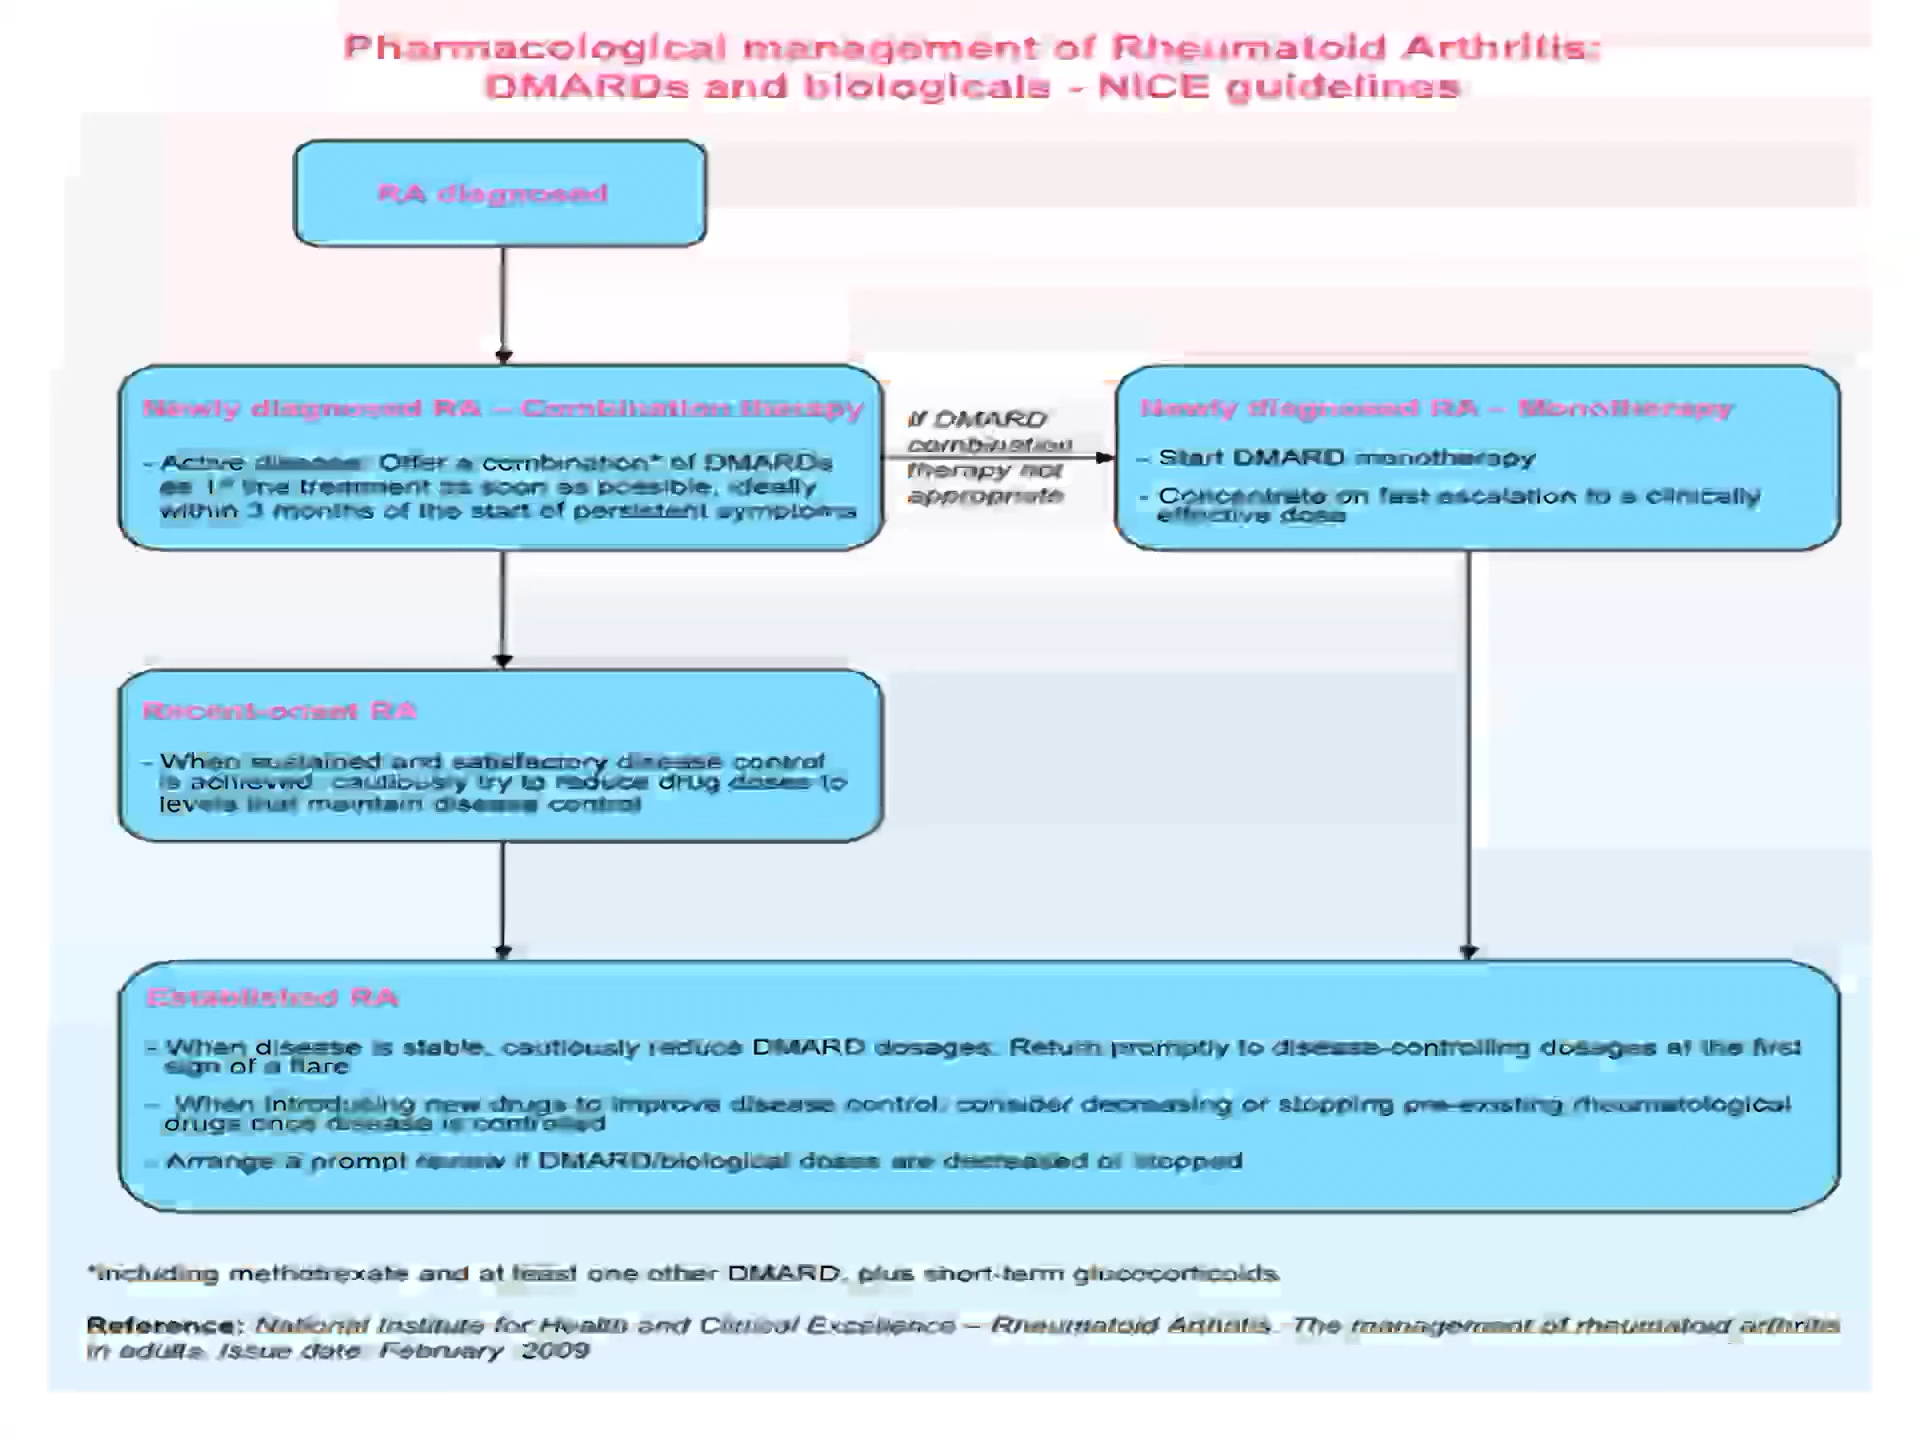 Pharmacological management of Rheumatoid Arthritis:
DMARDs and biologicals - NICE guidelines
RA diagnosed
Newly diagnosed RA – Combination therapy
- Active disease: Offer a combination* of DMARDs
as 1st line treatment as soon as possible, ideally
within 3 months of the start of persistent symptoms
If DMARD
combination
therapy not
appropriate
Newly diagnosed RA – Monotherapy
- Start DMARD monotherapy
- Concentrate on fast escalation to a clinically
effective dose
Recent-onset RA
- When sustained and satisfactory disease control
is achieved, cautiously try to reduce drug doses to
levels that maintain disease control
Established RA
- When disease is stable, cautiously reduce DMARD dosages. Return promptly to disease-controlling dosages at the first
sign of a flare
- When introducing new drugs to improve disease control, consider decreasing or stopping pre-existing rheumatological
drugs once disease is controlled
- Arrange a prompt review if DMARD/biological doses are decreased or stopped
*Including methotrexate and at least one other DMARD, plus short-term glucocorticoids
Reference: National Institute for Health and Clinical Excellence – Rheumatoid Arthritis. The management of rheumatoid arthritis
in adults. Issue date: February 2009